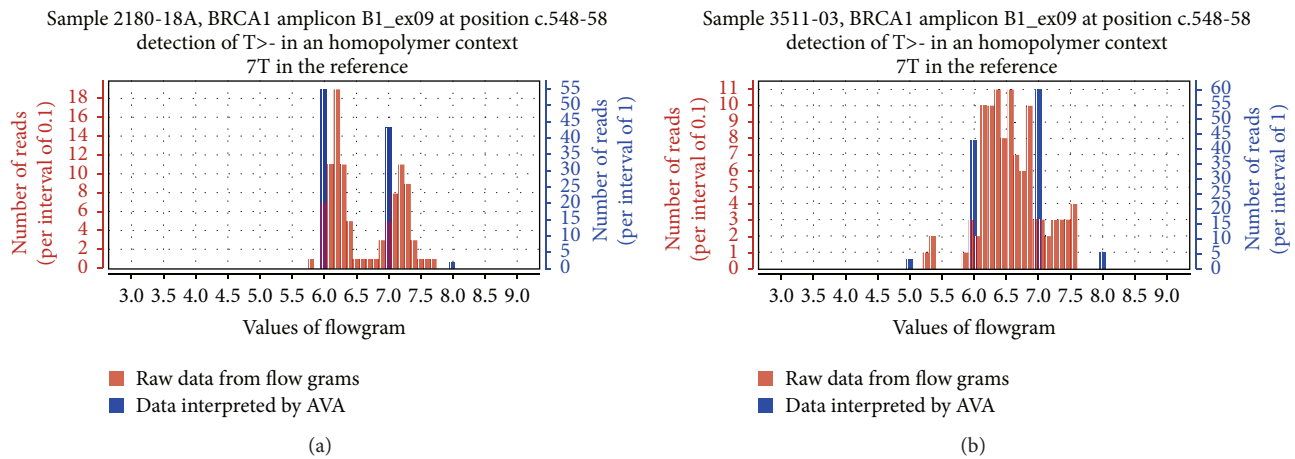 Sample 2180-18A, BRCA1 amplicon B1_ex09 at position c.548-58
detection of T>- in an homopolymer context
7T in the reference
Number of reads
(per interval of 0.1)
18
16
14
12
10
8
6
4
2
0
55
50
45
40
35
30
25
20
15
10
5
0
Number of reads
(per interval of 1)
3.0 3.5 4.0 4.5 5.0 5.5 6.0 6.5 7.0 7.5 8.0 8.5 9.0
Values of flowgram
Raw data from flow grams
Data interpreted by AVA
(a)
Sample 3511-03, BRCA1 amplicon B1_ex09 at position c.548-58
detection of T>- in an homopolymer context
7T in the reference
Number of reads
(per interval of 0.1)
11
10
9
8
7
6
5
4
3
2
1
0
60
55
50
45
40
35
30
25
20
15
10
5
0
Number of reads
(per interval of 1)
3.0 3.5 4.0 4.5 5.0 5.5 6.0 6.5 7.0 7.5 8.0 8.5 9.0
Values of flowgram
Raw data from flow grams
Data interpreted by AVA
(b)